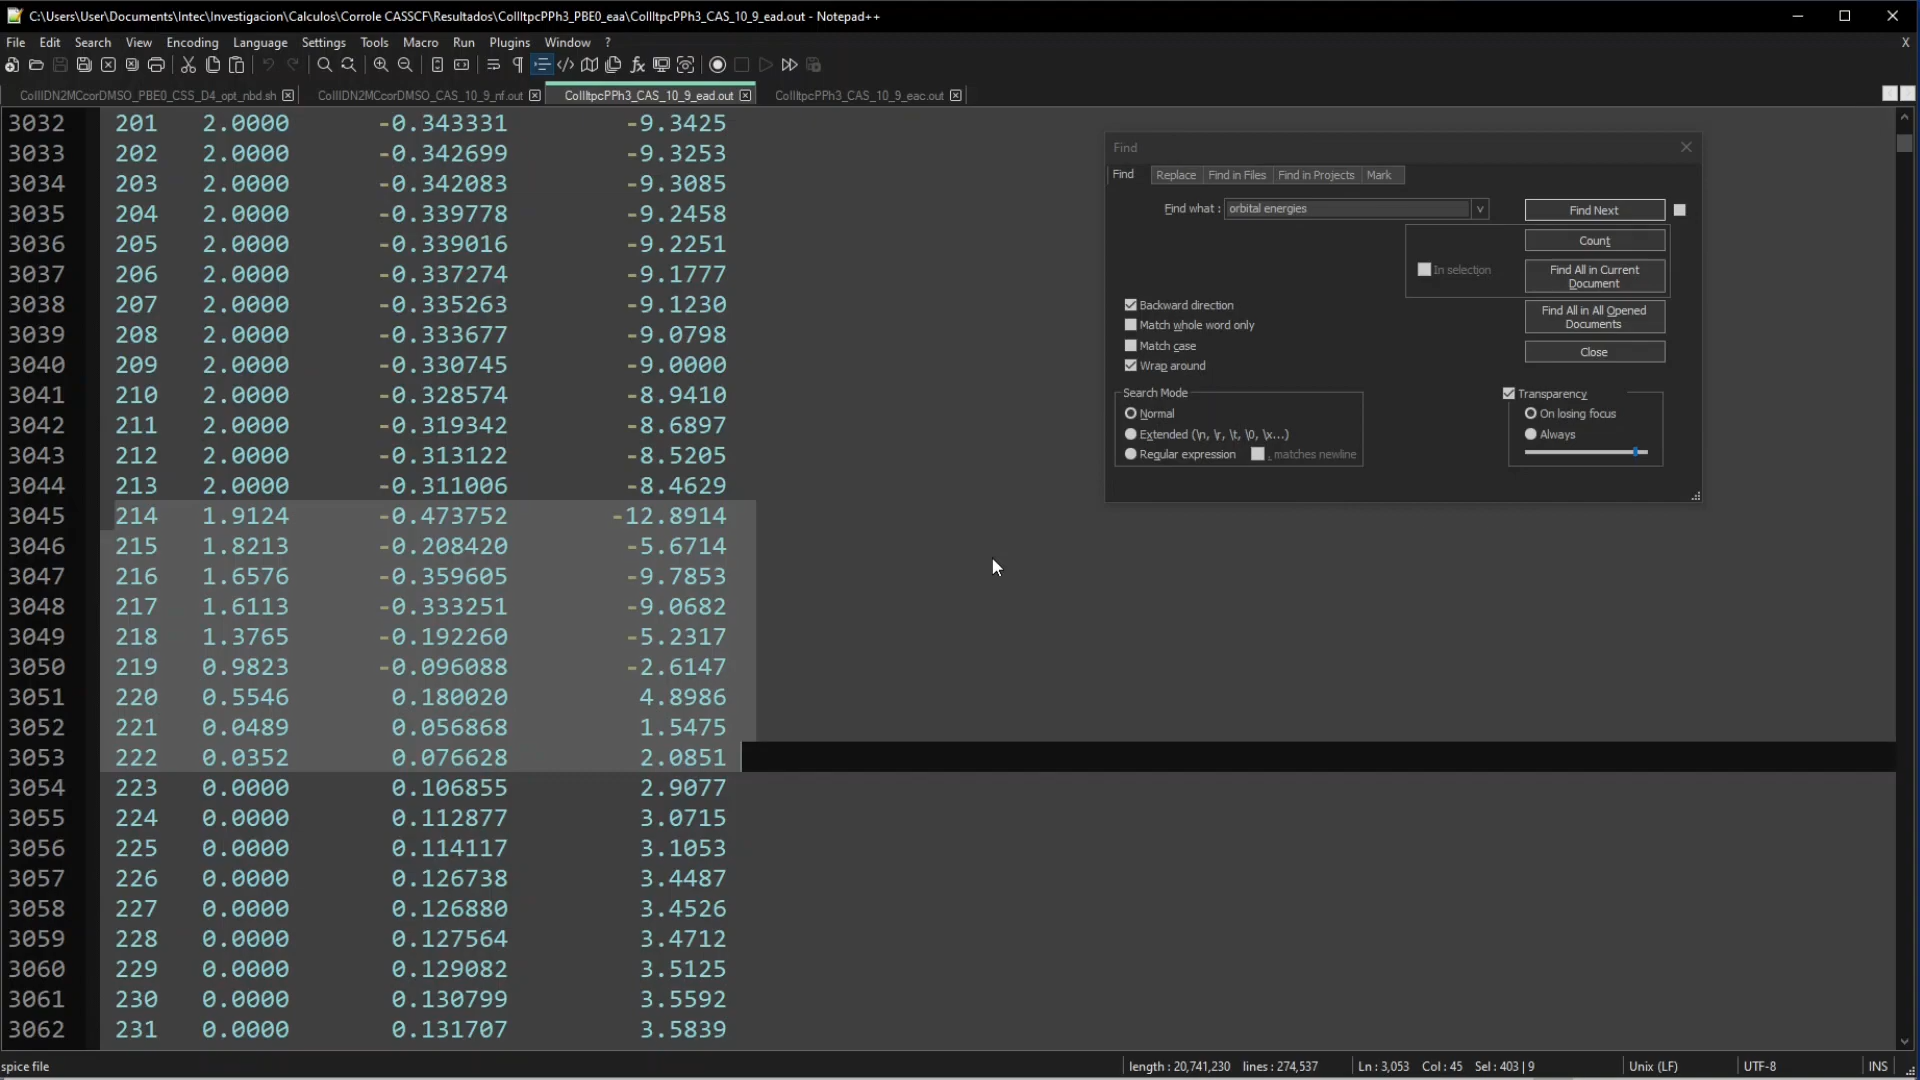 C:\Users\User\Documents\Intec\Investigacion\Calculos\Corrole CASSCF\Resultados\CoIIItpcPPh3_PBE0_eaa\CoIIItpcPPh3_CAS_10_9_ead.out - Notepad++
File Edit Search View Encoding Language Settings Tools Macro Run Plugins Window ? X
CoIIIDN2MCcorDMSO_PBE0_CSS_D4_opt_nbd.sh CoIIIDN2MCcorDMSO_CAS_10_9_nf.out CoIIItpcPPh3_CAS_10_9_ead.out CoIIItpcPPh3_CAS_10_9_eac.out
3032 201 2.0000 -0.343331 -9.3425
3033 202 2.0000 -0.342699 -9.3253
3034 203 2.0000 -0.342083 -9.3085
3035 204 2.0000 -0.339778 -9.2458
3036 205 2.0000 -0.339016 -9.2251
3037 206 2.0000 -0.337274 -9.1777
3038 207 2.0000 -0.335263 -9.1230
3039 208 2.0000 -0.333677 -9.0798
3040 209 2.0000 -0.330745 -9.0000
3041 210 2.0000 -0.328574 -8.9410
3042 211 2.0000 -0.319342 -8.6897
3043 212 2.0000 -0.313122 -8.5205
3044 213 2.0000 -0.311006 -8.4629
3045 214 1.9124 -0.473752 -12.8914
3046 215 1.8213 -0.208420 -5.6714
3047 216 1.6576 -0.359605 -9.7853
3048 217 1.6113 -0.333251 -9.0682
3049 218 1.3765 -0.192260 -5.2317
3050 219 0.9823 -0.096088 -2.6147
3051 220 0.5546 0.180020 4.8986
3052 221 0.0489 0.056868 1.5475
3053 222 0.0352 0.076628 2.0851
3054 223 0.0000 0.106855 2.9077
3055 224 0.0000 0.112877 3.0715
3056 225 0.0000 0.114117 3.1053
3057 226 0.0000 0.126738 3.4487
3058 227 0.0000 0.126880 3.4526
3059 228 0.0000 0.127564 3.4712
3060 229 0.0000 0.129082 3.5125
3061 230 0.0000 0.130799 3.5592
3062 231 0.0000 0.131707 3.5839
Find
Find Replace Find in Files Find in Projects Mark
Find what : orbital energies Find Next
Count
In selection Find All in Current
Document
Backward direction Find All in All Opened
Match whole word only Documents
Match case Close
Wrap around
Search Mode Transparency
Normal On losing focus
Extended (\n, \r, \t, \0, \x...) Always
Regular expression . matches newline
spice file length : 20,741,230 lines : 274,537 Ln : 3,053 Col : 45 Sel : 403 | 9 Unix (LF) UTF-8 INS